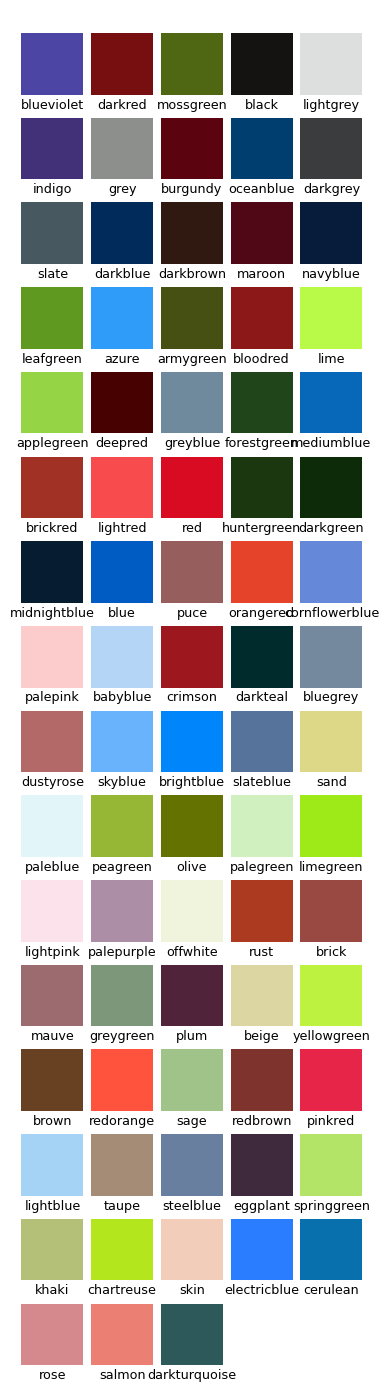 blueviolet darkred mossgreen black lightgrey
indigo grey burgundy oceanblue darkgrey
slate darkblue darkbrown maroon navyblue
leafgreen azure armygreen bloodred lime
applegreen deepred greyblue forestgreen mediumblue
brickred lightred red huntergreen darkgreen
midnightblue blue puce orangered cornflowerblue
palepink babyblue crimson darkteal bluegrey
dustyrose skyblue brightblue slateblue sand
paleblue peagreen olive palegreen limegreen
lightpink palepurple offwhite rust brick
mauve greygreen plum beige yellowgreen
brown redorange sage redbrown pinkred
lightblue taupe steelblue eggplant springgreen
khaki chartreuse skin electricblue cerulean
rose salmon darkturquoise